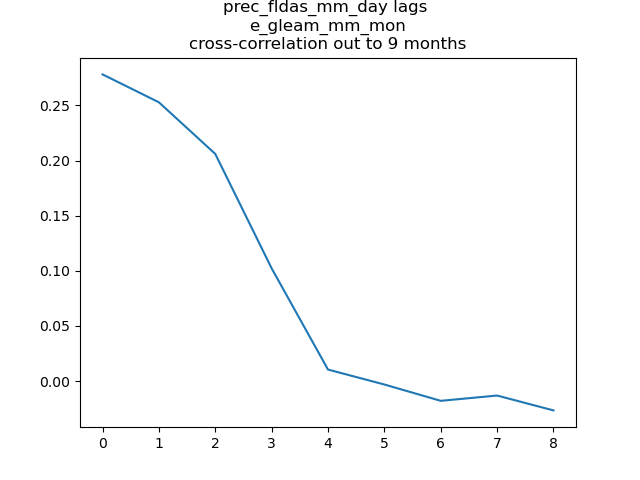 prec_fldas_mm_day lags
e_gleam_mm_mon
cross-correlation out to 9 months
0.25
0.20
0.15
0.10
0.05
0.00
0 1 2 3 4 5 6 7 8